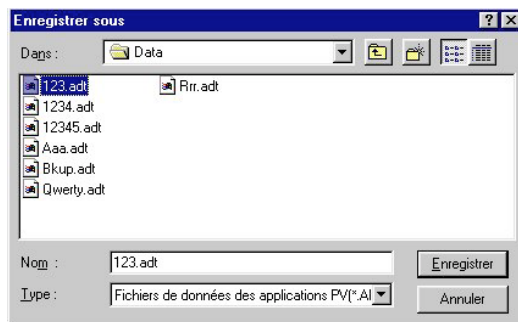 Enregistrer sous
Dans :
Data
123.adt
Rrr.adt
1234.adt
12345.adt
Aaa.adt
Bkup.adt
Qwerty.adt
Nom :
123.adt
Enregistrer
Type :
Fichiers de données des applications PV(*.Al
Annuler